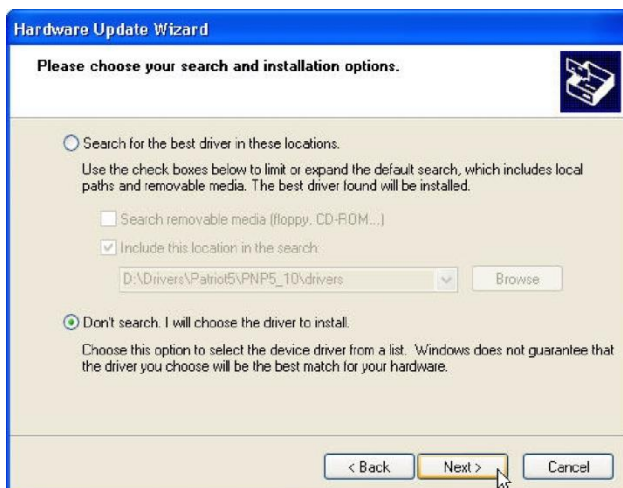 Hardware Update Wizard
Please choose your search and installation options.
Search for the best driver in these locations.
Use the check boxes below to limit or expand the default search, which includes local
paths and removable media. The best driver found will be installed.
Search removable media (floppy, CD-ROM...)
Include this location in the search:
D:\Drivers\Patriot5\PNP5_10\drivers
Browse
Don't search. I will choose the driver to install.
Choose this option to select the device driver from a list. Windows does not guarantee that
the driver you choose will be the best match for your hardware.
< Back Next > Cancel